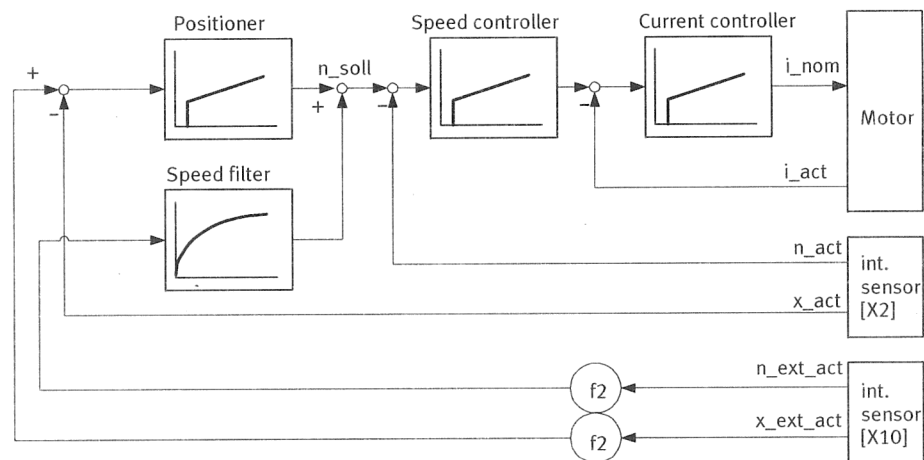 Positioner
Speed controller
Current controller
+
n_soll
i_nom
−
+
−
−
Motor
Speed filter
i_act
n_act
int.
sensor
[X2]
x_act
n_ext_act
f2
int.
sensor
[X10]
x_ext_act
f2